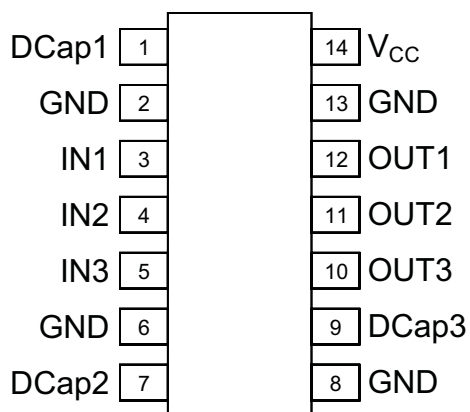 DCap1 1 14 VCC
GND 2 13 GND
IN1 3 12 OUT1
IN2 4 11 OUT2
IN3 5 10 OUT3
GND 6 9 DCap3
DCap2 7 8 GND